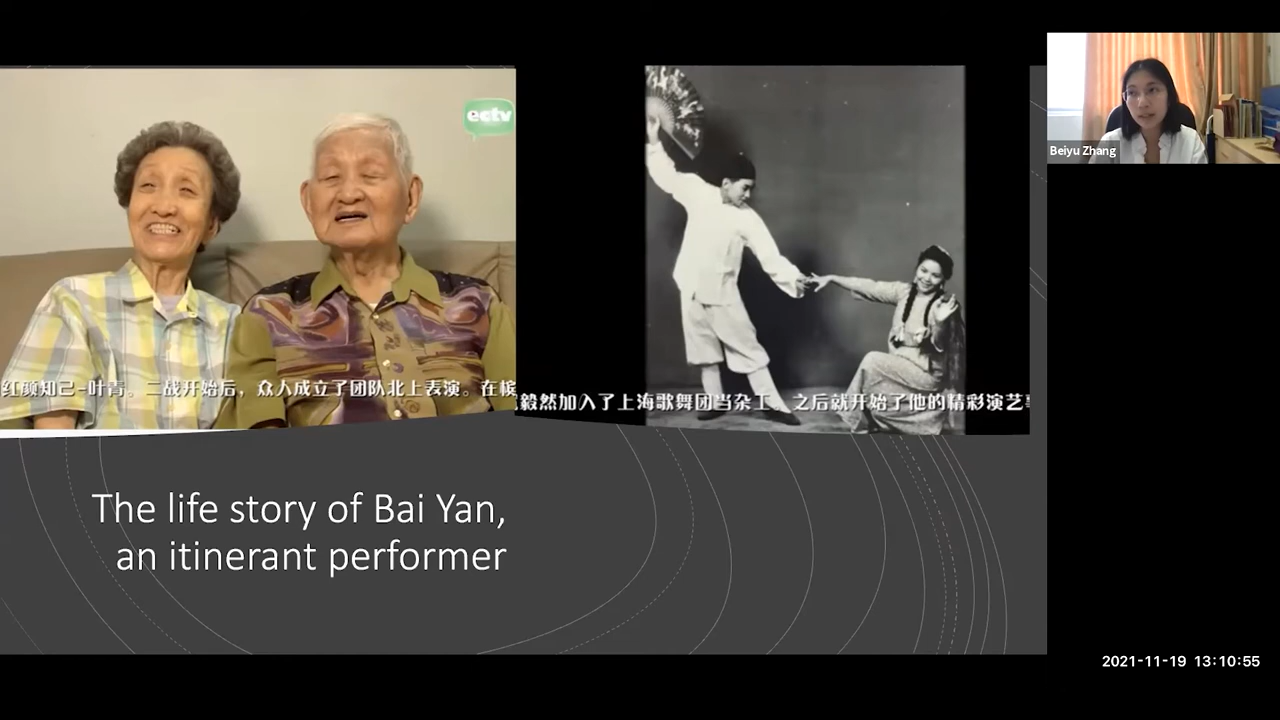 ectv
Beiyu Zhang
红颜知己-叶青。二战开始后，众人成立了团队北上表演。在槟
毅然加入了上海歌舞团当杂工，之后就开始了他的精彩演艺事
The life story of Bai Yan,
an itinerant performer
2021-11-19 13:10:55